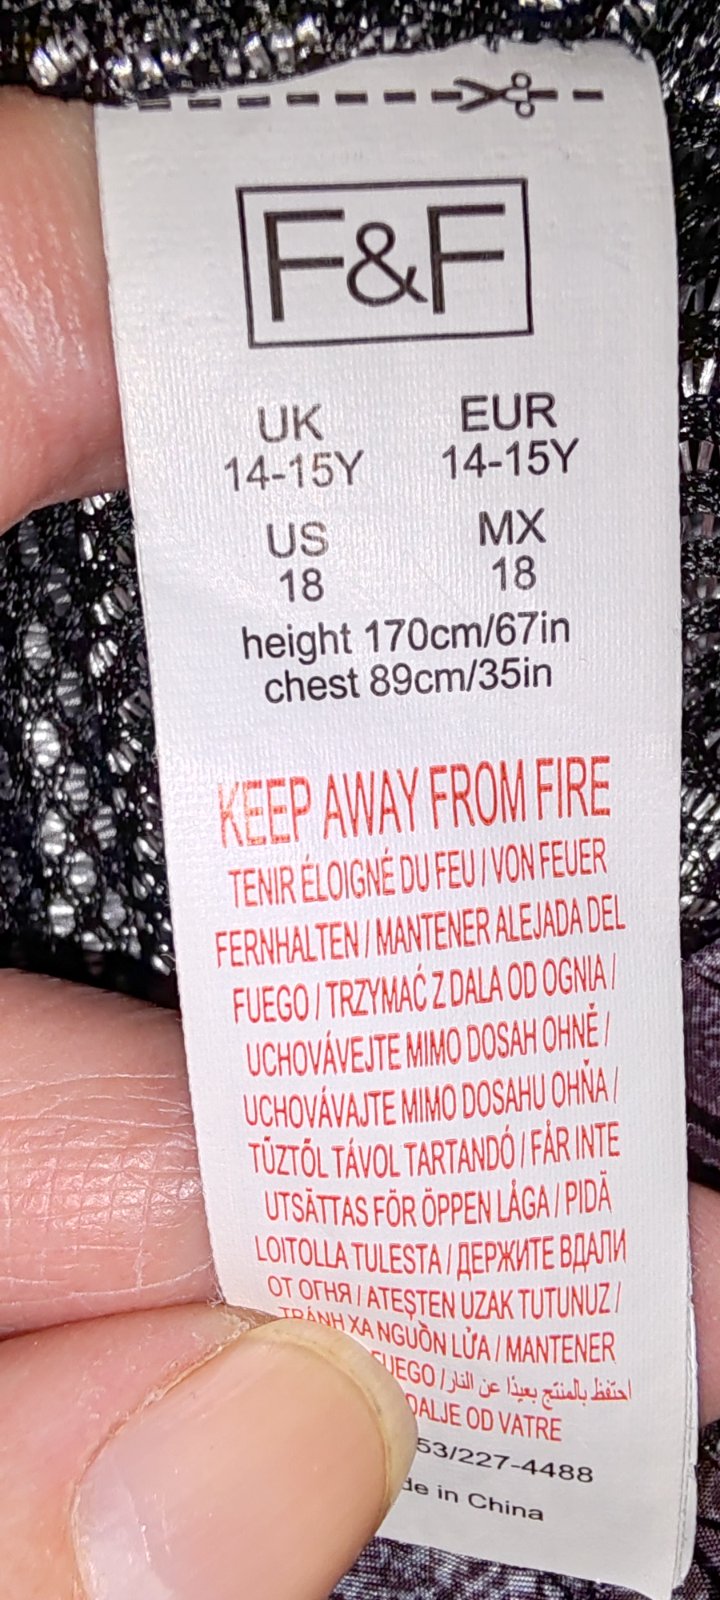 F&F
UK EUR
14-15Y 14-15Y
US MX
18 18
height 170cm/67in
chest 89cm/35in
KEEP AWAY FROM FIRE
TENIR ÉLOIGNÉ DU FEU / VON FEUER
FERNHALTEN / MANTENER ALEJADA DEL
FUEGO / TRZYMAĆ Z DALA OD OGNIA /
UCHOVÁVEJTE MIMO DOSAH OHNĚ /
UCHOVÁVAJTE MIMO DOSAHU OHŇA /
TŰZTŐL TÁVOL TARTANDÓ / FÅR INTE
UTSÄTTAS FÖR ÖPPEN LÅGA / PIDÄ
LOITOLLA TULESTA / ДЕРЖИТЕ ВДАЛИ
ОТ ОГНЯ / ATEŞTEN UZAK TUTUNUZ /
TRÁNH XA NGUỒN LỬA / MANTENER
FUEGO / احتفظ بالمنتج بعيدًا عن النار
DALJE OD VATRE
53/227-4488
de in China